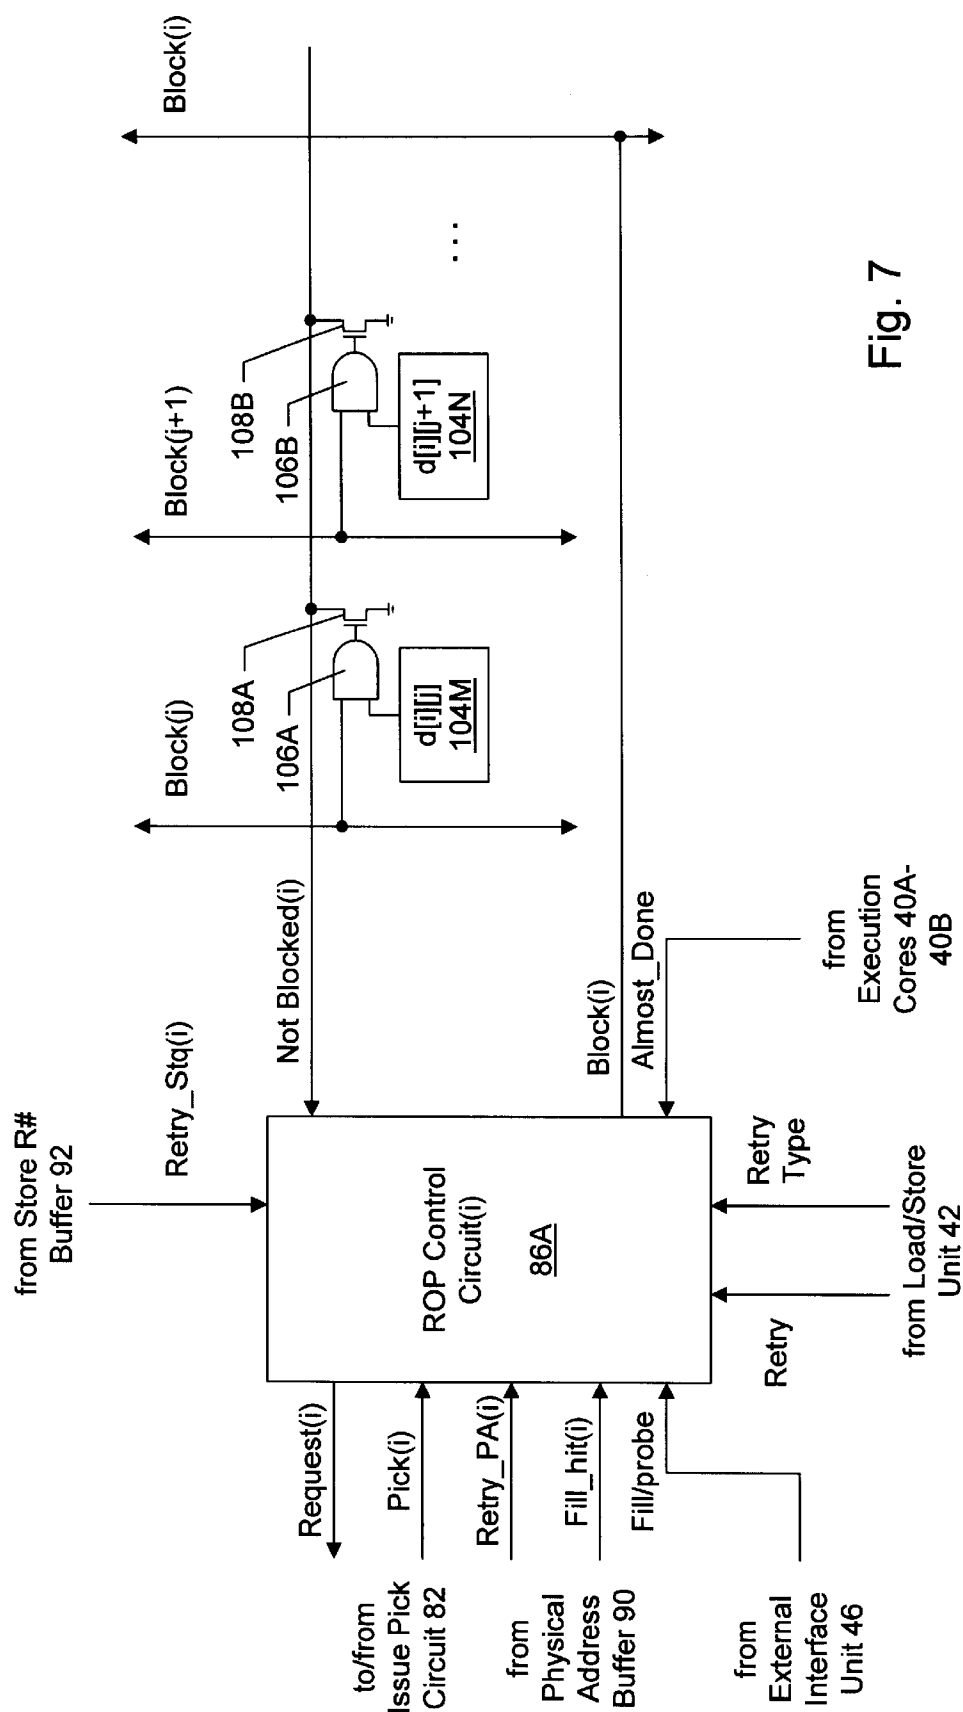 from Store R#
Buffer 92
Retry_Stq(i)
to/from
Issue Pick
Circuit 82
Request(i)
Pick(i)
from
Physical
Address
Buffer 90
Retry_PA(i)
Fill_hit(i)
from
External
Interface
Unit 46
Fill/probe
ROP Control
Circuit(i)
86A
Retry
Retry
Type
from Load/Store
Unit 42
Not Blocked(i)
Block(i)
Almost_Done
from
Execution
Cores 40A-
40B
Block(j)
108A
106A
d[i][j]
104M
Block(j+1)
108B
106B
d[i][j+1]
104N
...
Block(i)
Fig. 7